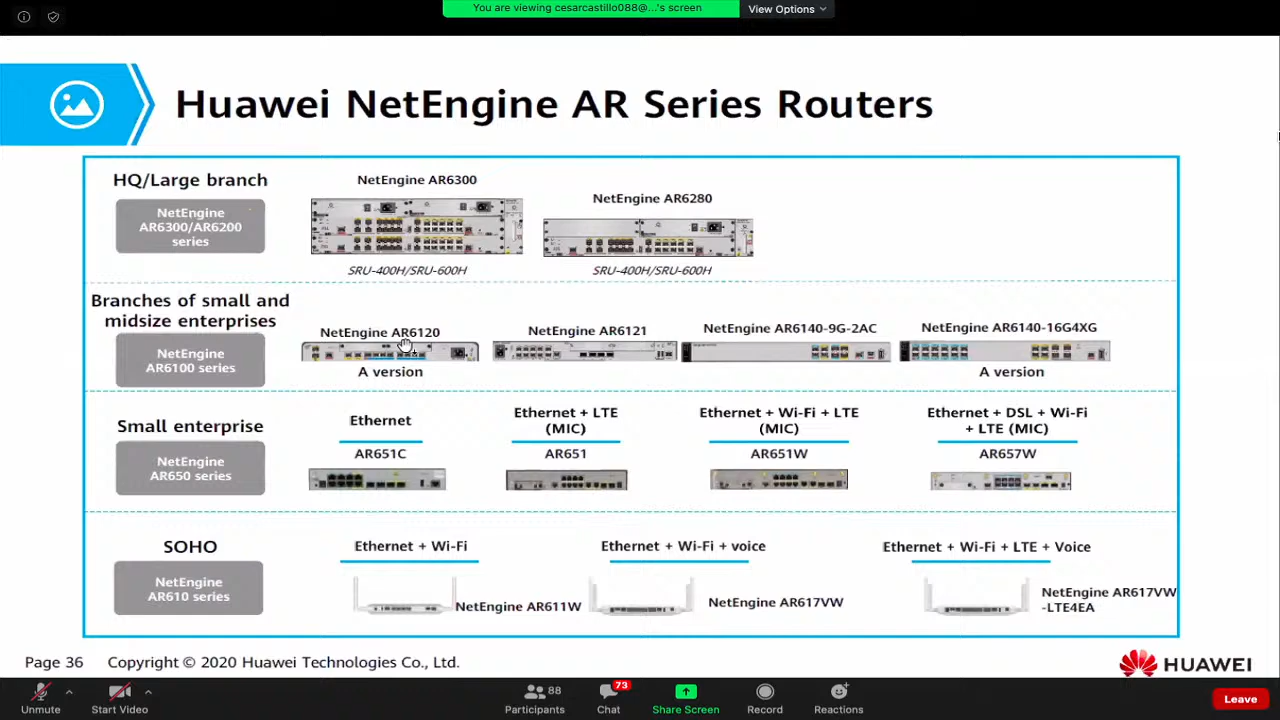 You are viewing cesarcastillo088@...'s screen
View Options
Huawei NetEngine AR Series Routers
HQ/Large branch
NetEngine
AR6300/AR6200
series
NetEngine AR6300
SRU-400H/SRU-600H
NetEngine AR6280
SRU-400H/SRU-600H
Branches of small and
midsize enterprises
NetEngine
AR6100 series
NetEngine AR6120
A version
NetEngine AR6121
NetEngine AR6140-9G-2AC
NetEngine AR6140-16G4XG
A version
Small enterprise
NetEngine
AR650 series
Ethernet
AR651C
Ethernet + LTE
(MIC)
AR651
Ethernet + Wi-Fi + LTE
(MIC)
AR651W
Ethernet + DSL + Wi-Fi
+ LTE (MIC)
AR657W
SOHO
NetEngine
AR610 series
Ethernet + Wi-Fi
NetEngine AR611W
Ethernet + Wi-Fi + voice
NetEngine AR617VW
Ethernet + Wi-Fi + LTE + Voice
NetEngine AR617VW
-LTE4EA
Page 36
Copyright © 2020 Huawei Technologies Co., Ltd.
HUAWEI
Unmute
Start Video
88
Participants
73
Chat
Share Screen
Record
Reactions
Leave